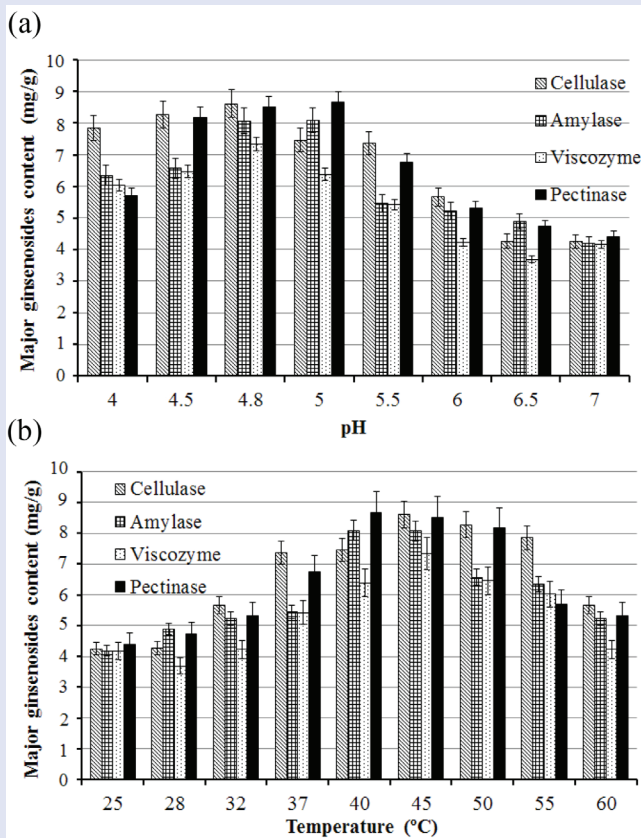 (a)
Major ginsenosides content (mg/g)
10
9
8
7
6
5
4
3
2
1
0
Cellulase
Amylase
Viscozyme
Pectinase
4 4.5 4.8 5 5.5 6 6.5 7
pH
(b)
Major ginsenosides content (mg/g)
10
9
8
7
6
5
4
3
2
1
0
Cellulase
Amylase
Viscozyme
Pectinase
25 28 32 37 40 45 50 55 60
Temperature (ºC)